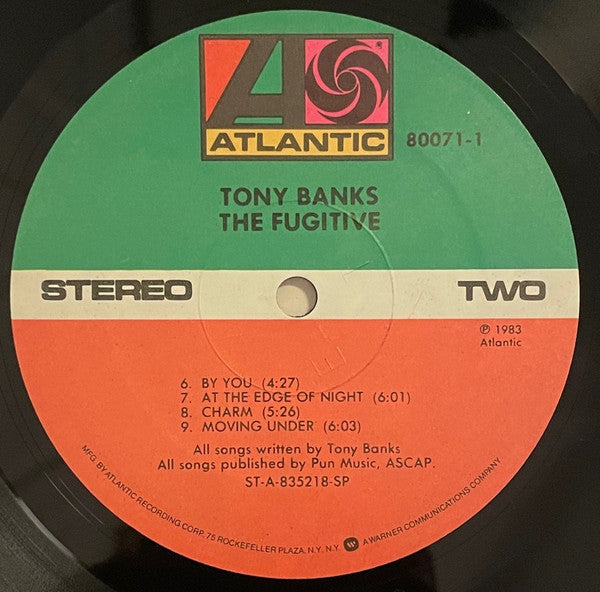 ATLANTIC
80071-1
TONY BANKS
THE FUGITIVE
STEREO
TWO
℗ 1983
Atlantic
6. BY YOU (4:27)
7. AT THE EDGE OF NIGHT (6:01)
8. CHARM (5:26)
9. MOVING UNDER (6:03)
All songs written by Tony Banks
All songs published by Pun Music, ASCAP.
ST-A-835218-SP
MFG. BY ATLANTIC RECORDING CORP. 75 ROCKEFELLER PLAZA, N.Y. N.Y. A WARNER COMMUNICATIONS COMPANY